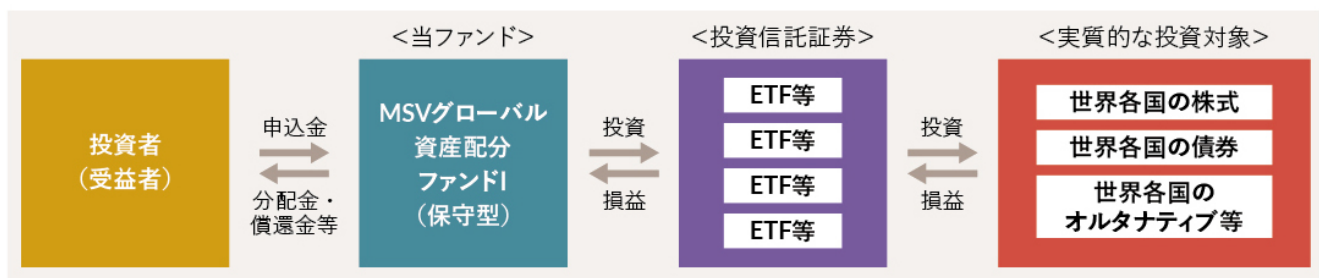 <当ファンド>
<投資信託証券>
<実質的な投資対象>
投資者
（受益者）
申込金
分配金・
償還金等
MSVグローバル
資産配分
ファンドI
（保守型）
投資
損益
ETF等
ETF等
ETF等
ETF等
投資
損益
世界各国の株式
世界各国の債券
世界各国の
オルタナティブ等